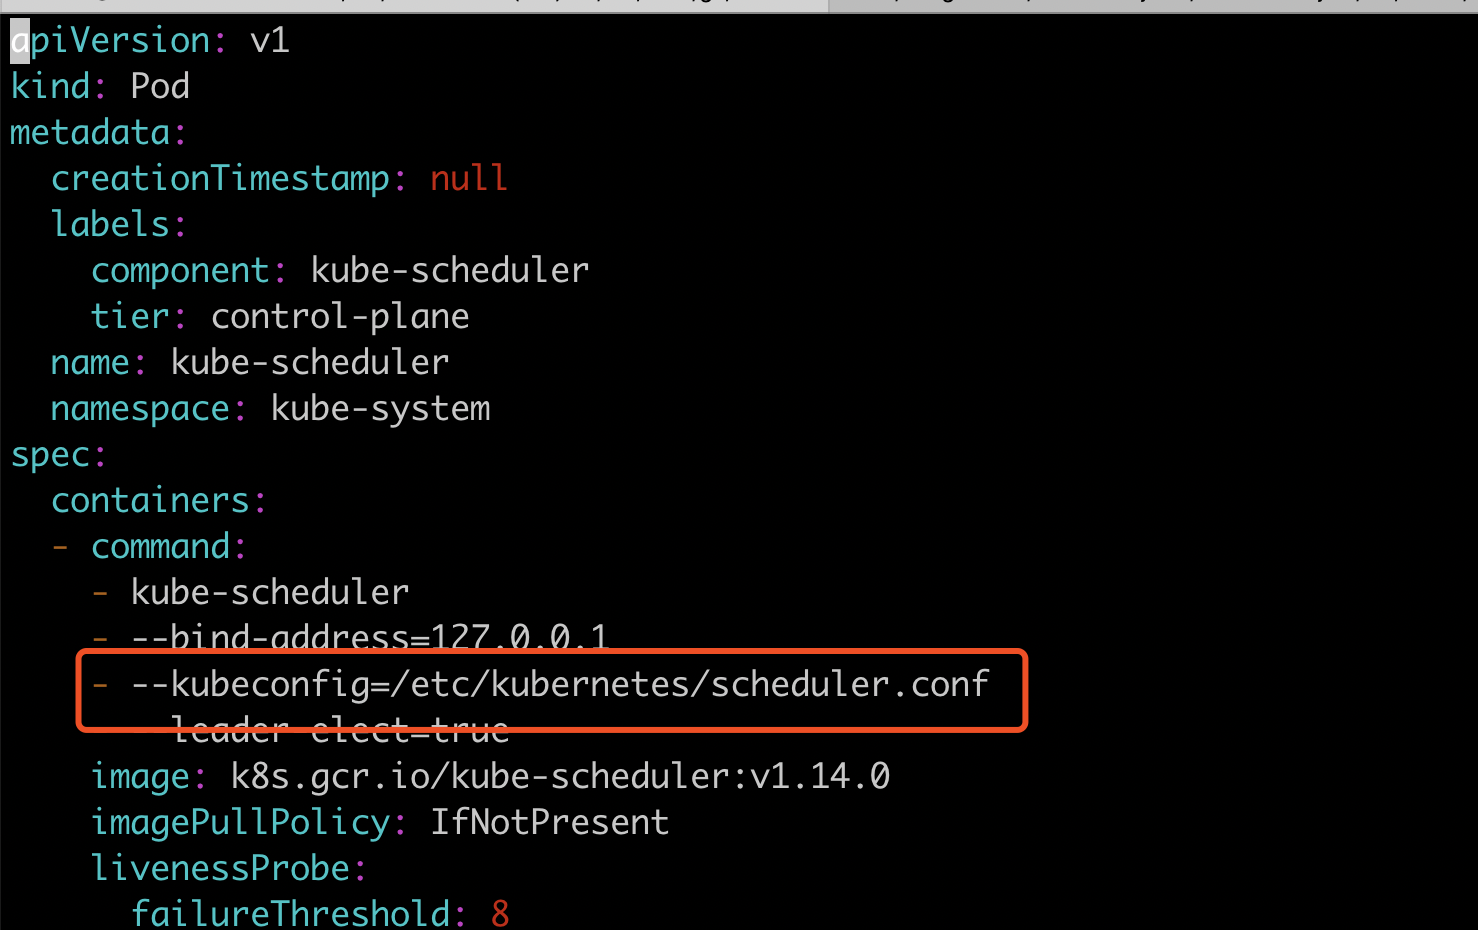 apiVersion: v1
kind: Pod
metadata:
  creationTimestamp: null
  labels:
    component: kube-scheduler
    tier: control-plane
  name: kube-scheduler
  namespace: kube-system
spec:
  containers:
  - command:
    - kube-scheduler
    - --bind-address=127.0.0.1
    - --kubeconfig=/etc/kubernetes/scheduler.conf
    - --leader-elect=true
    image: k8s.gcr.io/kube-scheduler:v1.14.0
    imagePullPolicy: IfNotPresent
    livenessProbe:
      failureThreshold: 8